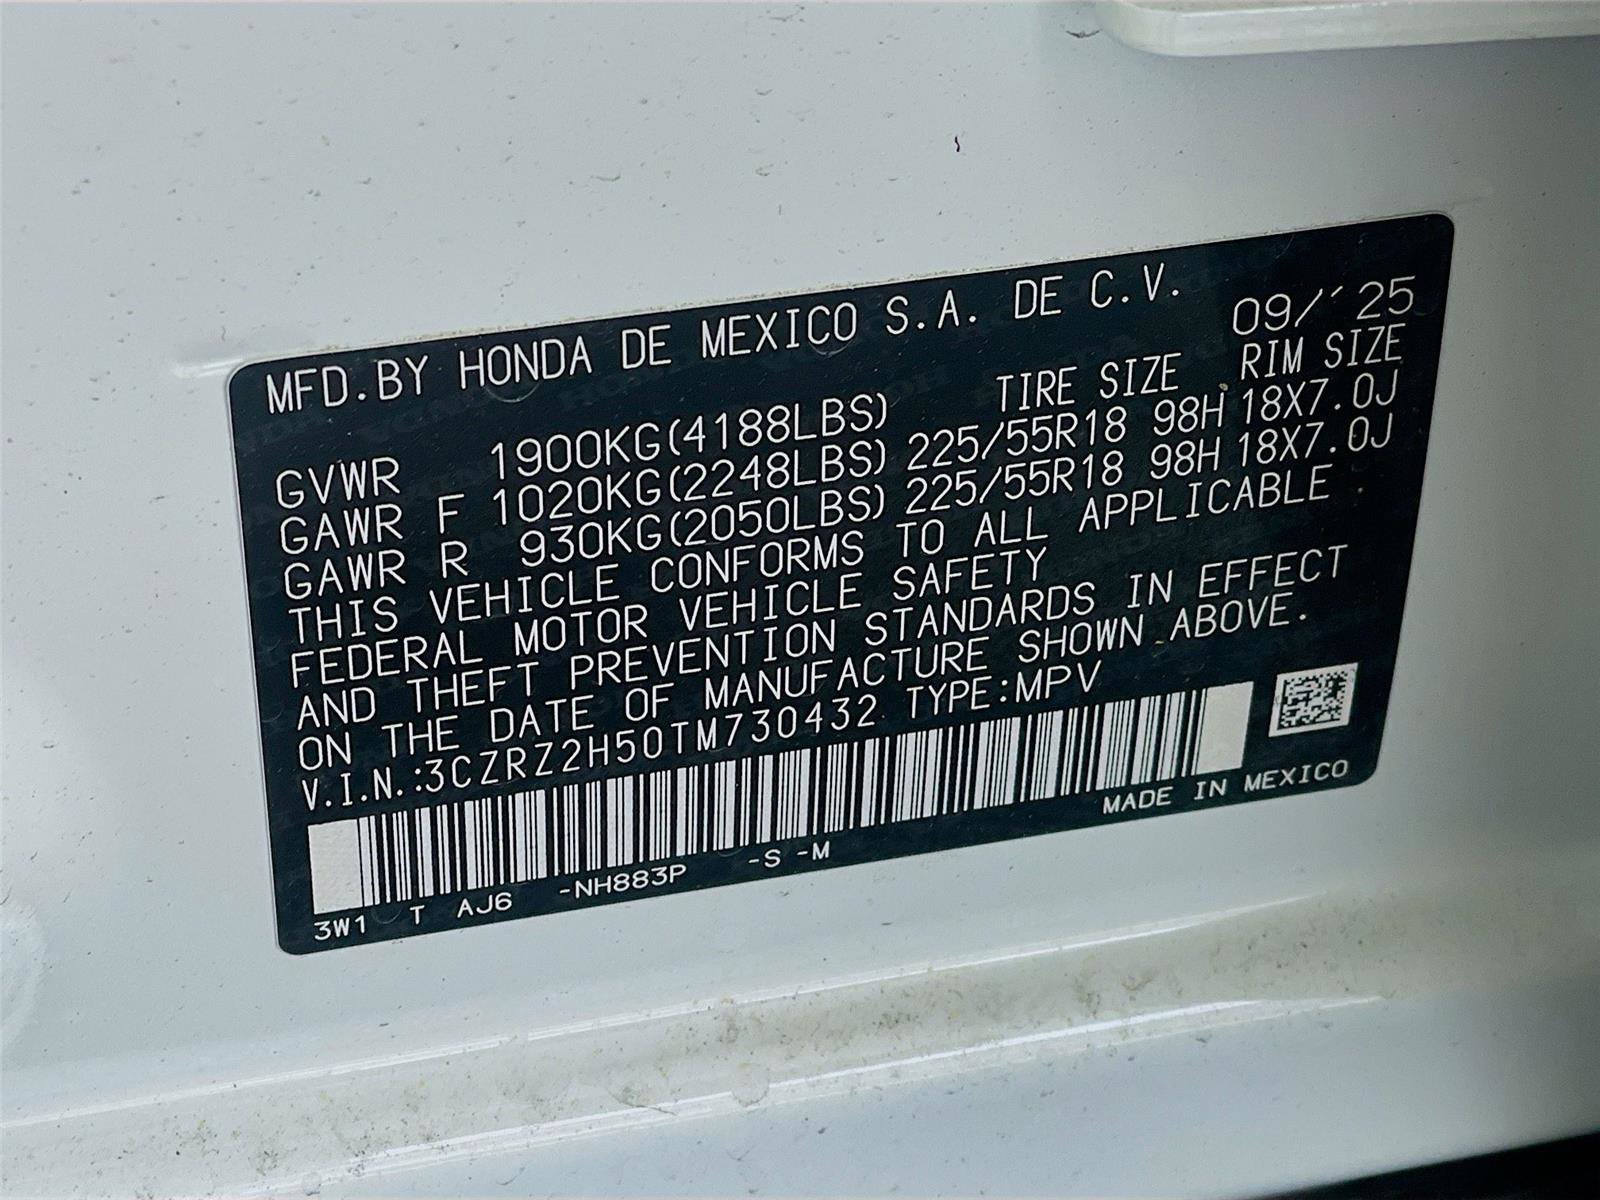 MFD.BY HONDA DE MEXICO S.A. DE C.V. 09/'25
TIRE SIZE RIM SIZE
GVWR 1900KG(4188LBS)
GAWR F 1020KG(2248LBS) 225/55R18 98H 18X7.0J
GAWR R 930KG(2050LBS) 225/55R18 98H 18X7.0J
THIS VEHICLE CONFORMS TO ALL APPLICABLE
FEDERAL MOTOR VEHICLE SAFETY
AND THEFT PREVENTION STANDARDS IN EFFECT
ON THE DATE OF MANUFACTURE SHOWN ABOVE.
V.I.N.:3CZRZ2H50TM730432 TYPE:MPV
MADE IN MEXICO
3W1 T AJ6 -NH883P -S -M